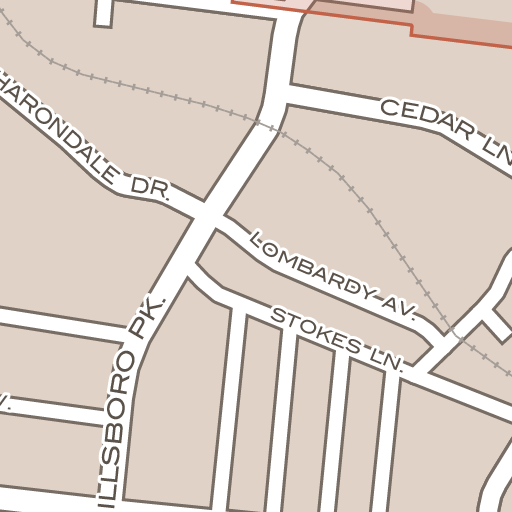 CEDAR LN
HARONDALE DR.
LOMBARDY AV.
STOKES LN.
ILLSBORO PK.
V.